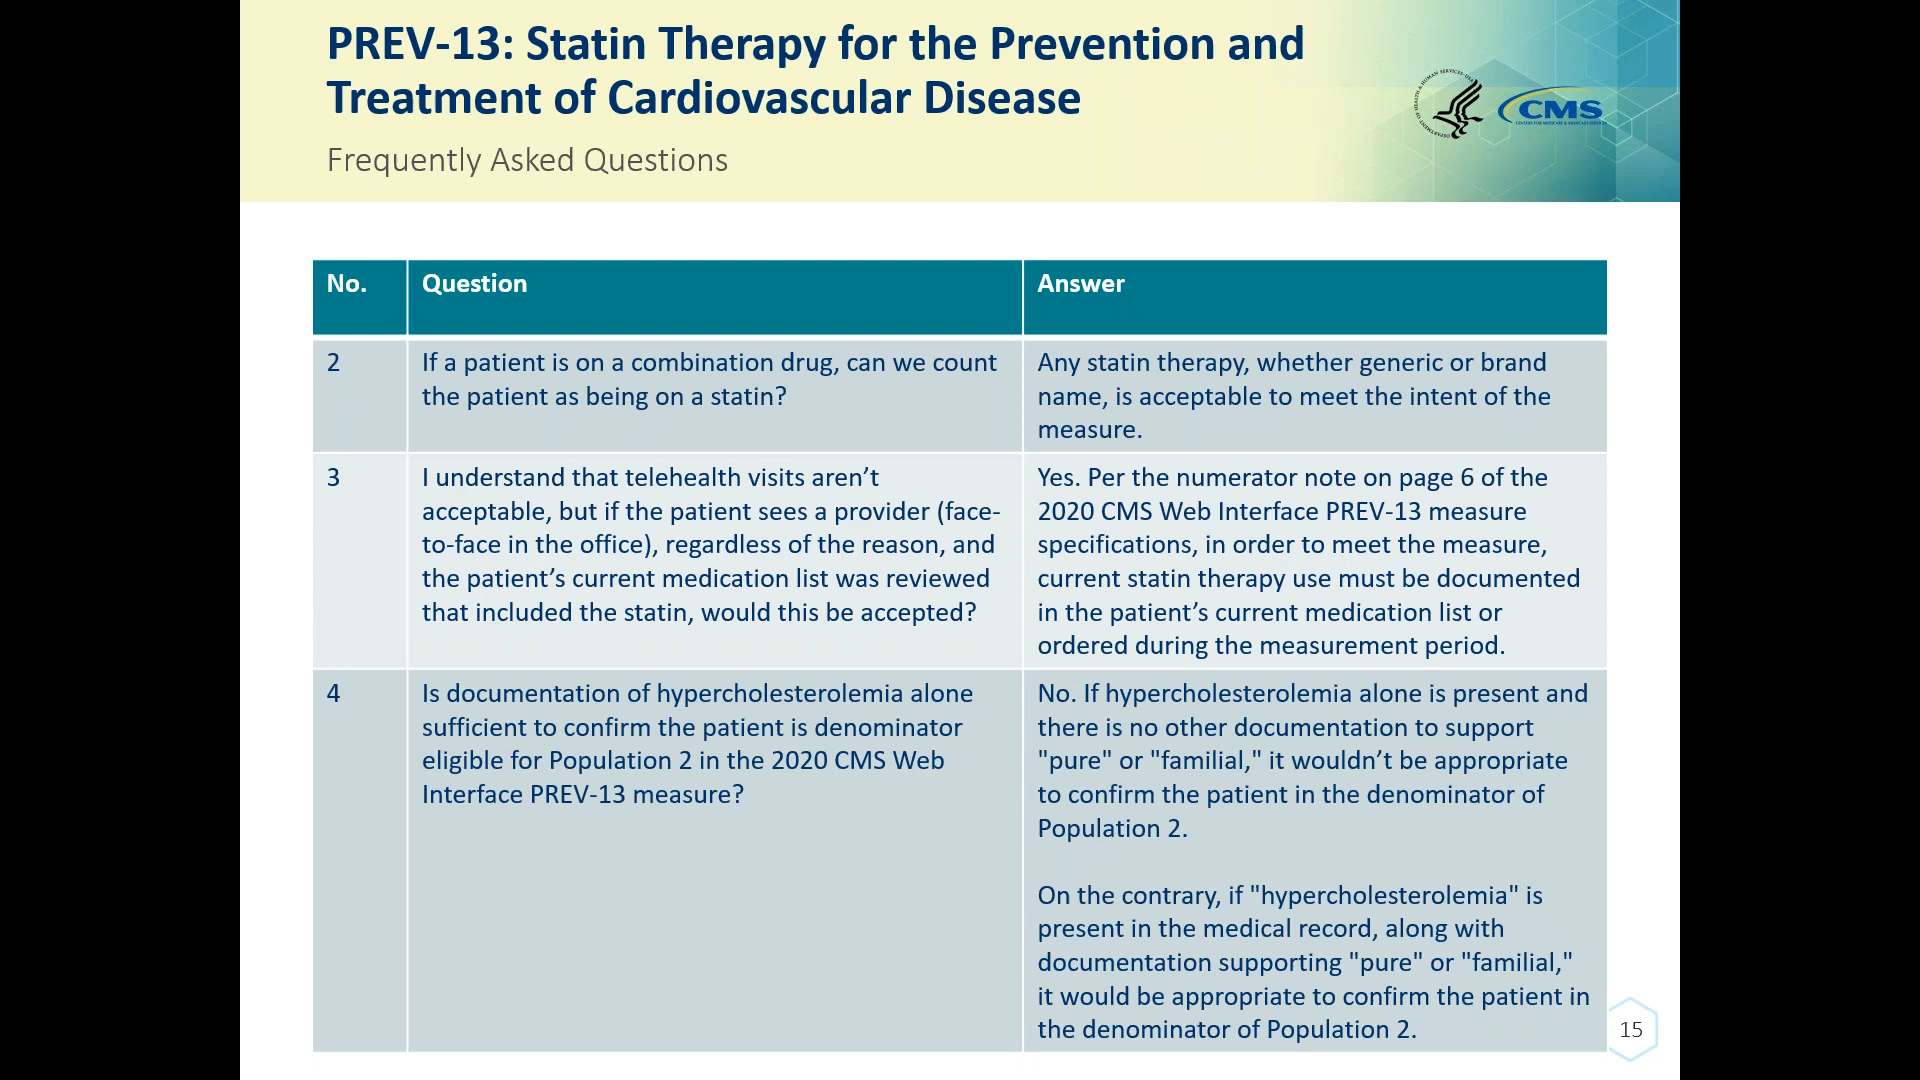 PREV-13: Statin Therapy for the Prevention and
Treatment of Cardiovascular Disease
Frequently Asked Questions
CMS
CENTERS FOR MEDICARE & MEDICAID SERVICES
DEPARTMENT OF HEALTH & HUMAN SERVICES • USA
No.
Question
Answer
2
If a patient is on a combination drug, can we count
the patient as being on a statin?
Any statin therapy, whether generic or brand
name, is acceptable to meet the intent of the
measure.
3
I understand that telehealth visits aren’t
acceptable, but if the patient sees a provider (face-
to-face in the office), regardless of the reason, and
the patient’s current medication list was reviewed
that included the statin, would this be accepted?
Yes. Per the numerator note on page 6 of the
2020 CMS Web Interface PREV-13 measure
specifications, in order to meet the measure,
current statin therapy use must be documented
in the patient’s current medication list or
ordered during the measurement period.
4
Is documentation of hypercholesterolemia alone
sufficient to confirm the patient is denominator
eligible for Population 2 in the 2020 CMS Web
Interface PREV-13 measure?
No. If hypercholesterolemia alone is present and
there is no other documentation to support
"pure" or "familial," it wouldn’t be appropriate
to confirm the patient in the denominator of
Population 2.
On the contrary, if "hypercholesterolemia" is
present in the medical record, along with
documentation supporting "pure" or "familial,"
it would be appropriate to confirm the patient in
the denominator of Population 2.
15